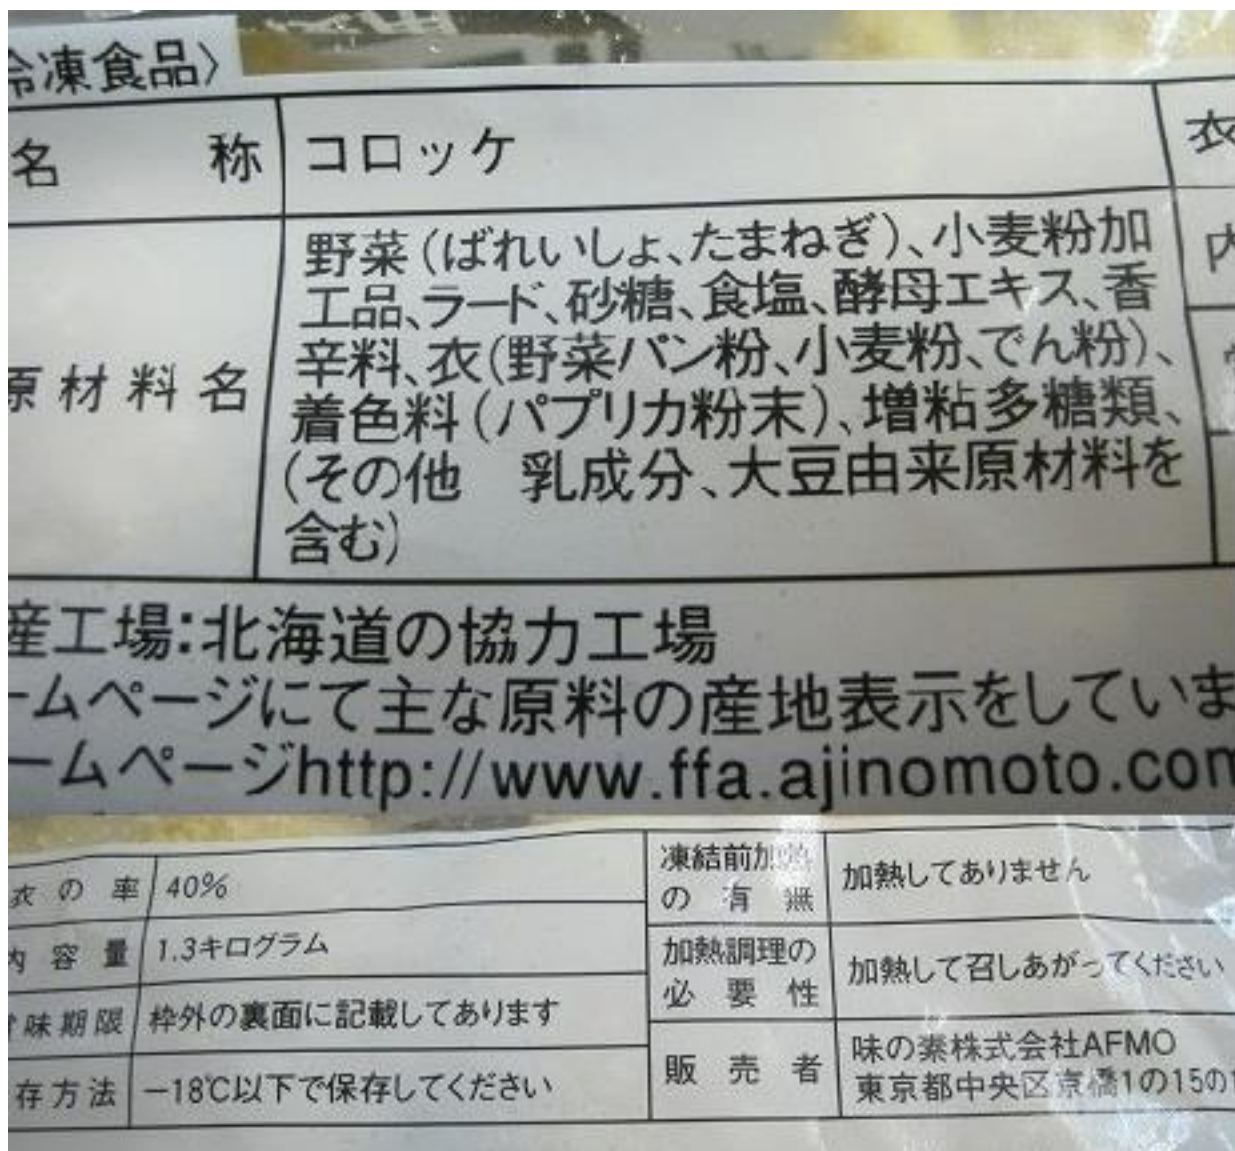 冷凍食品〉
名称 コロッケ 衣
原材料名
野菜(ばれいしょ、たまねぎ)、小麦粉加
工品、ラード、砂糖、食塩、酵母エキス、香
辛料、衣(野菜パン粉、小麦粉、でん粉)、
着色料(パプリカ粉末)、増粘多糖類、
(その他 乳成分、大豆由来原材料を
含む)
内
産工場:北海道の協力工場
ームページにて主な原料の産地表示をしていま
ームページhttp://www.ffa.ajinomoto.com
衣の率 40%
内容量 1.3キログラム
賞味期限 枠外の裏面に記載してあります
存方法 −18℃以下で保存してください
凍結前加熱
の有無
加熱してありません
加熱調理の
必要性
加熱して召しあがってください
販売者
味の素株式会社AFMO
東京都中央区京橋1の15の1